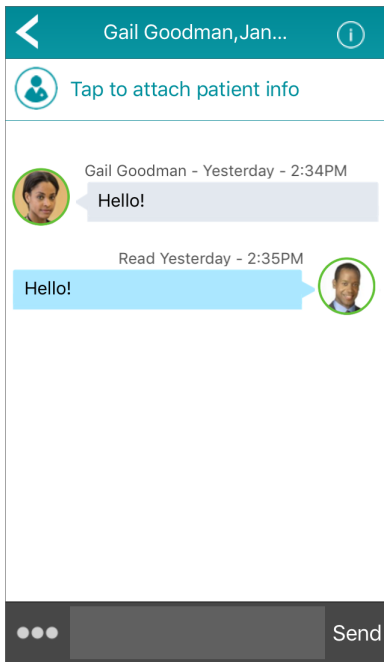 Gail Goodman,Jan...
Tap to attach patient info
Gail Goodman - Yesterday - 2:34PM
Hello!
Read Yesterday - 2:35PM
Hello!
Send